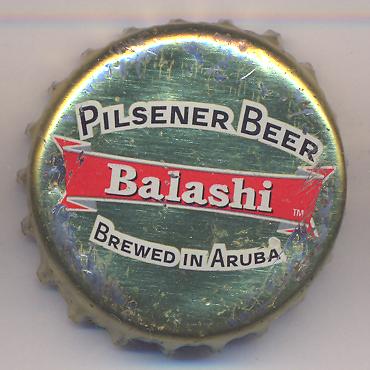 PILSENER BEER
Balashi
TM
BREWED IN ARUBA